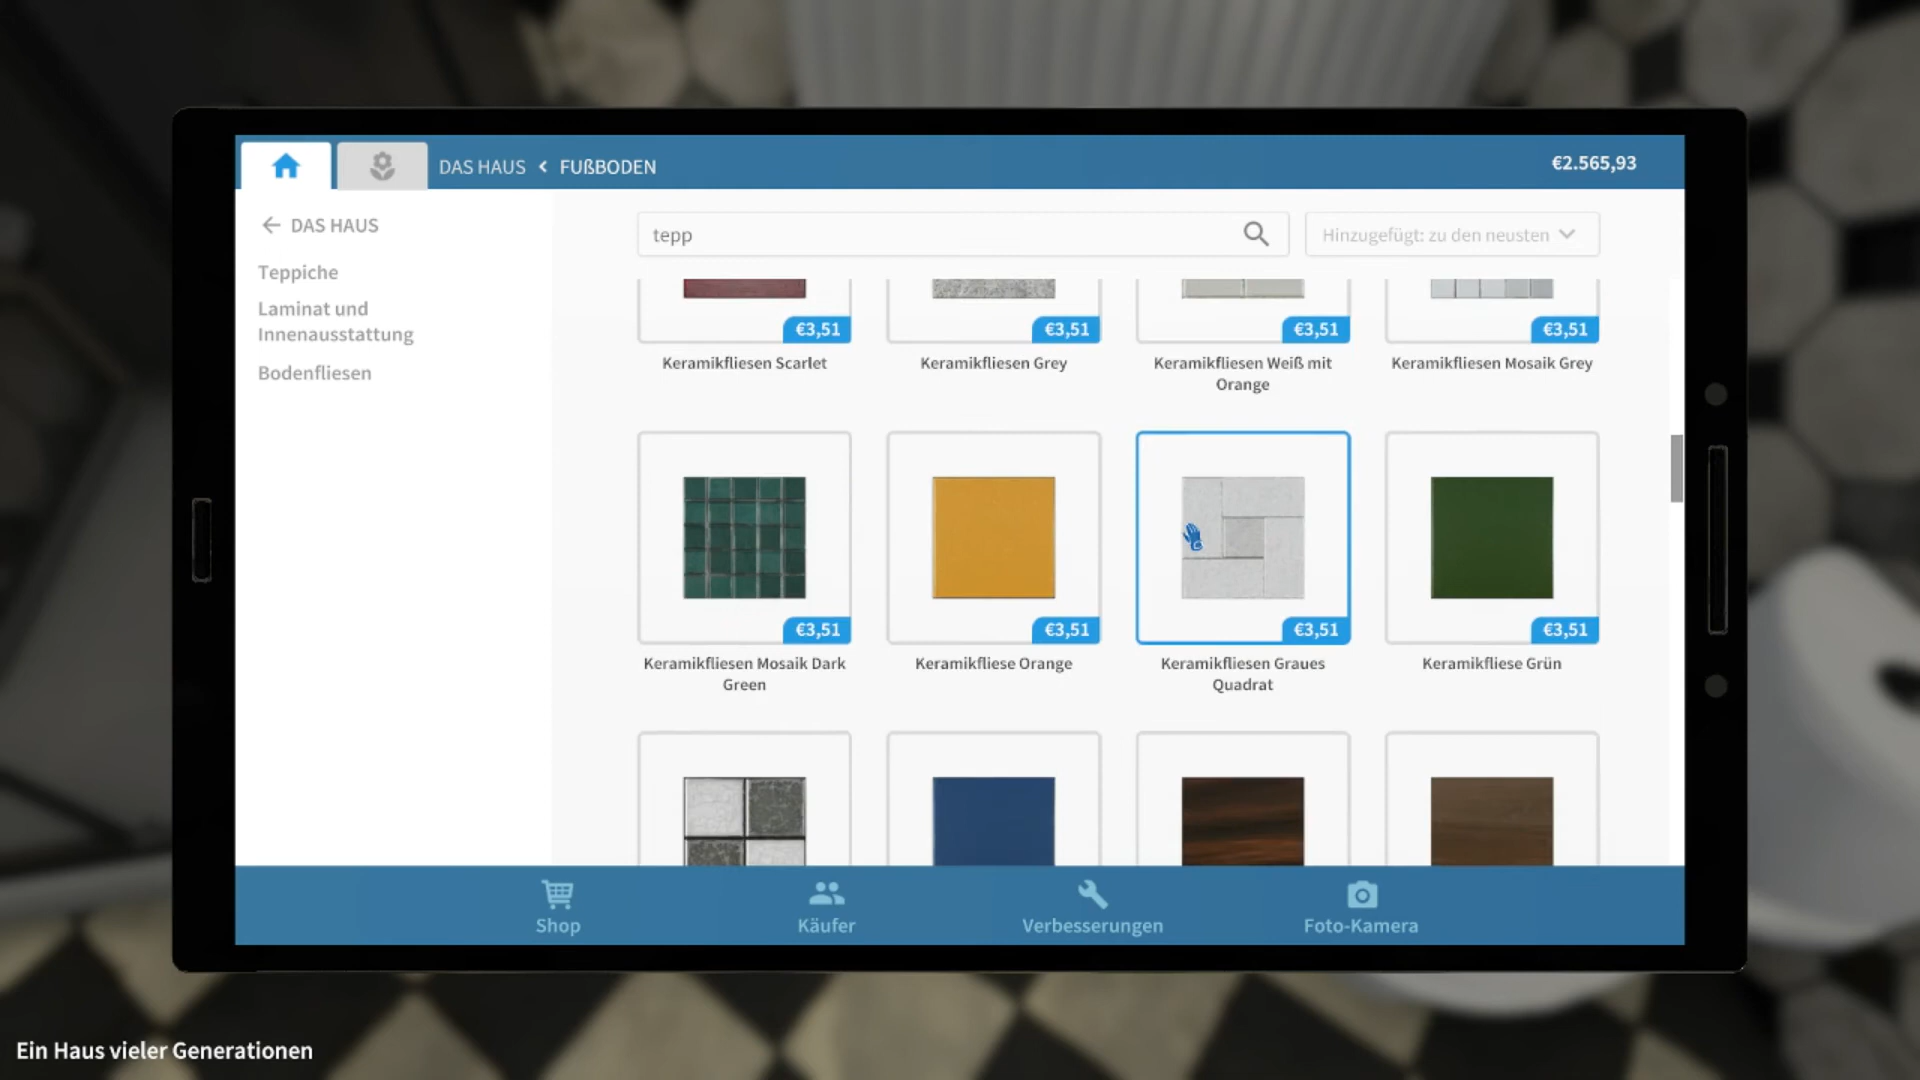 DAS HAUS < FUßBODEN
€2.565,93
DAS HAUS
Teppiche
Laminat und
Innenausstattung
Bodenfliesen
tepp
Hinzugefügt: zu den neusten
€3,51
€3,51
€3,51
€3,51
Keramikfliesen Scarlet
Keramikfliesen Grey
Keramikfliesen Weiß mit
Orange
Keramikfliesen Mosaik Grey
€3,51
€3,51
€3,51
€3,51
Keramikfliesen Mosaik Dark
Green
Keramikfliese Orange
Keramikfliesen Graues
Quadrat
Keramikfliese Grün
Shop
Käufer
Verbesserungen
Foto-Kamera
Ein Haus vieler Generationen